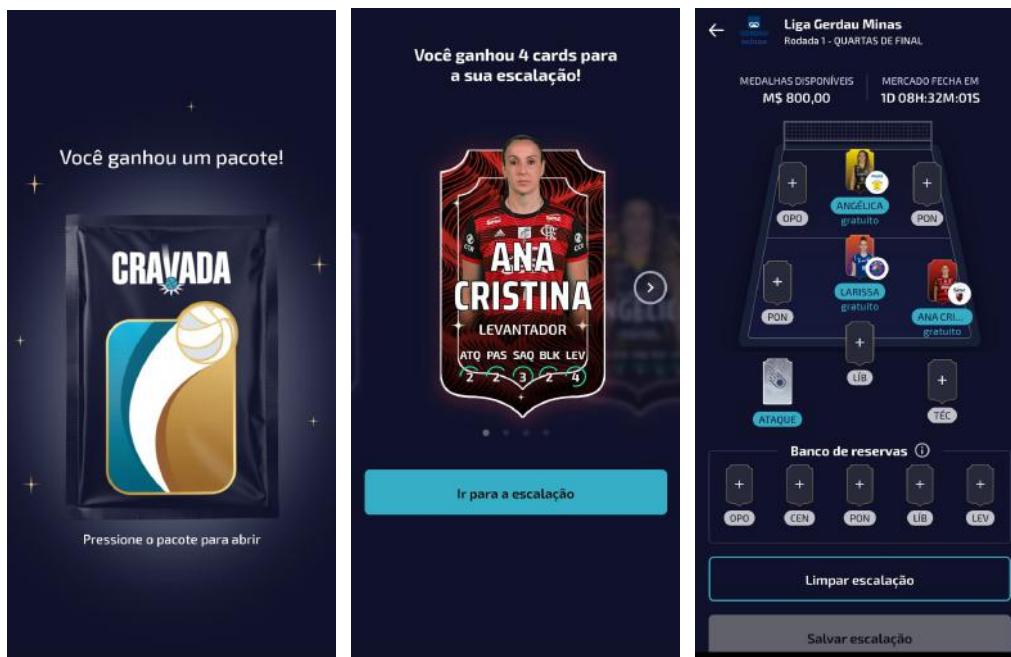 Você ganhou um pacote!
CRAVADA
Pressione o pacote para abrir
Você ganhou 4 cards para
a sua escalação!
ANA
CRISTINA
LEVANTADOR
ATQ PAS SAQ BLK LEV
2 2 3 2 4
Ir para a escalação
Liga Gerdau Minas
Rodada 1 - QUARTAS DE FINAL
MEDALHAS DISPONÍVEIS
M$ 800,00
MERCADO FECHA EM
1D 08H:32M:01S
OPO
ANGÉLICA
gratuito
PON
PON
LARISSA
gratuito
ANA CRI...
gratuito
LÍB
ATAQUE
TÉC
Banco de reservas
OPO
CEN
PON
LÍB
LEV
Limpar escalação
Salvar escalação